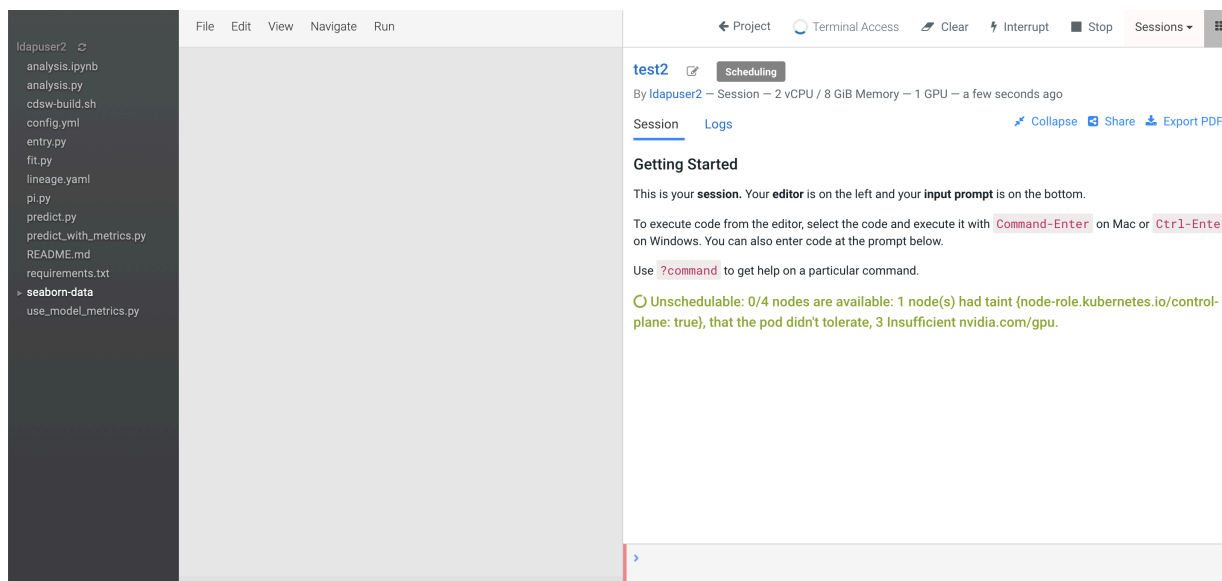 File Edit View Navigate Run
Project Terminal Access Clear Interrupt Stop Sessions
ldapuser2
analysis.ipynb
analysis.py
cdsw-build.sh
config.yml
entry.py
fit.py
lineage.yaml
pi.py
predict.py
predict_with_metrics.py
README.md
requirements.txt
seaborn-data
use_model_metrics.py
test2 Scheduling
By ldapuser2 — Session — 2 vCPU / 8 GiB Memory — 1 GPU — a few seconds ago
Session Logs Collapse Share Export PDF
Getting Started
This is your session. Your editor is on the left and your input prompt is on the bottom.
To execute code from the editor, select the code and execute it with Command-Enter on Mac or Ctrl-Ente
on Windows. You can also enter code at the prompt below.
Use ?command to get help on a particular command.
Unschedulable: 0/4 nodes are available: 1 node(s) had taint {node-role.kubernetes.io/control-
plane: true}, that the pod didn't tolerate, 3 Insufficient nvidia.com/gpu.